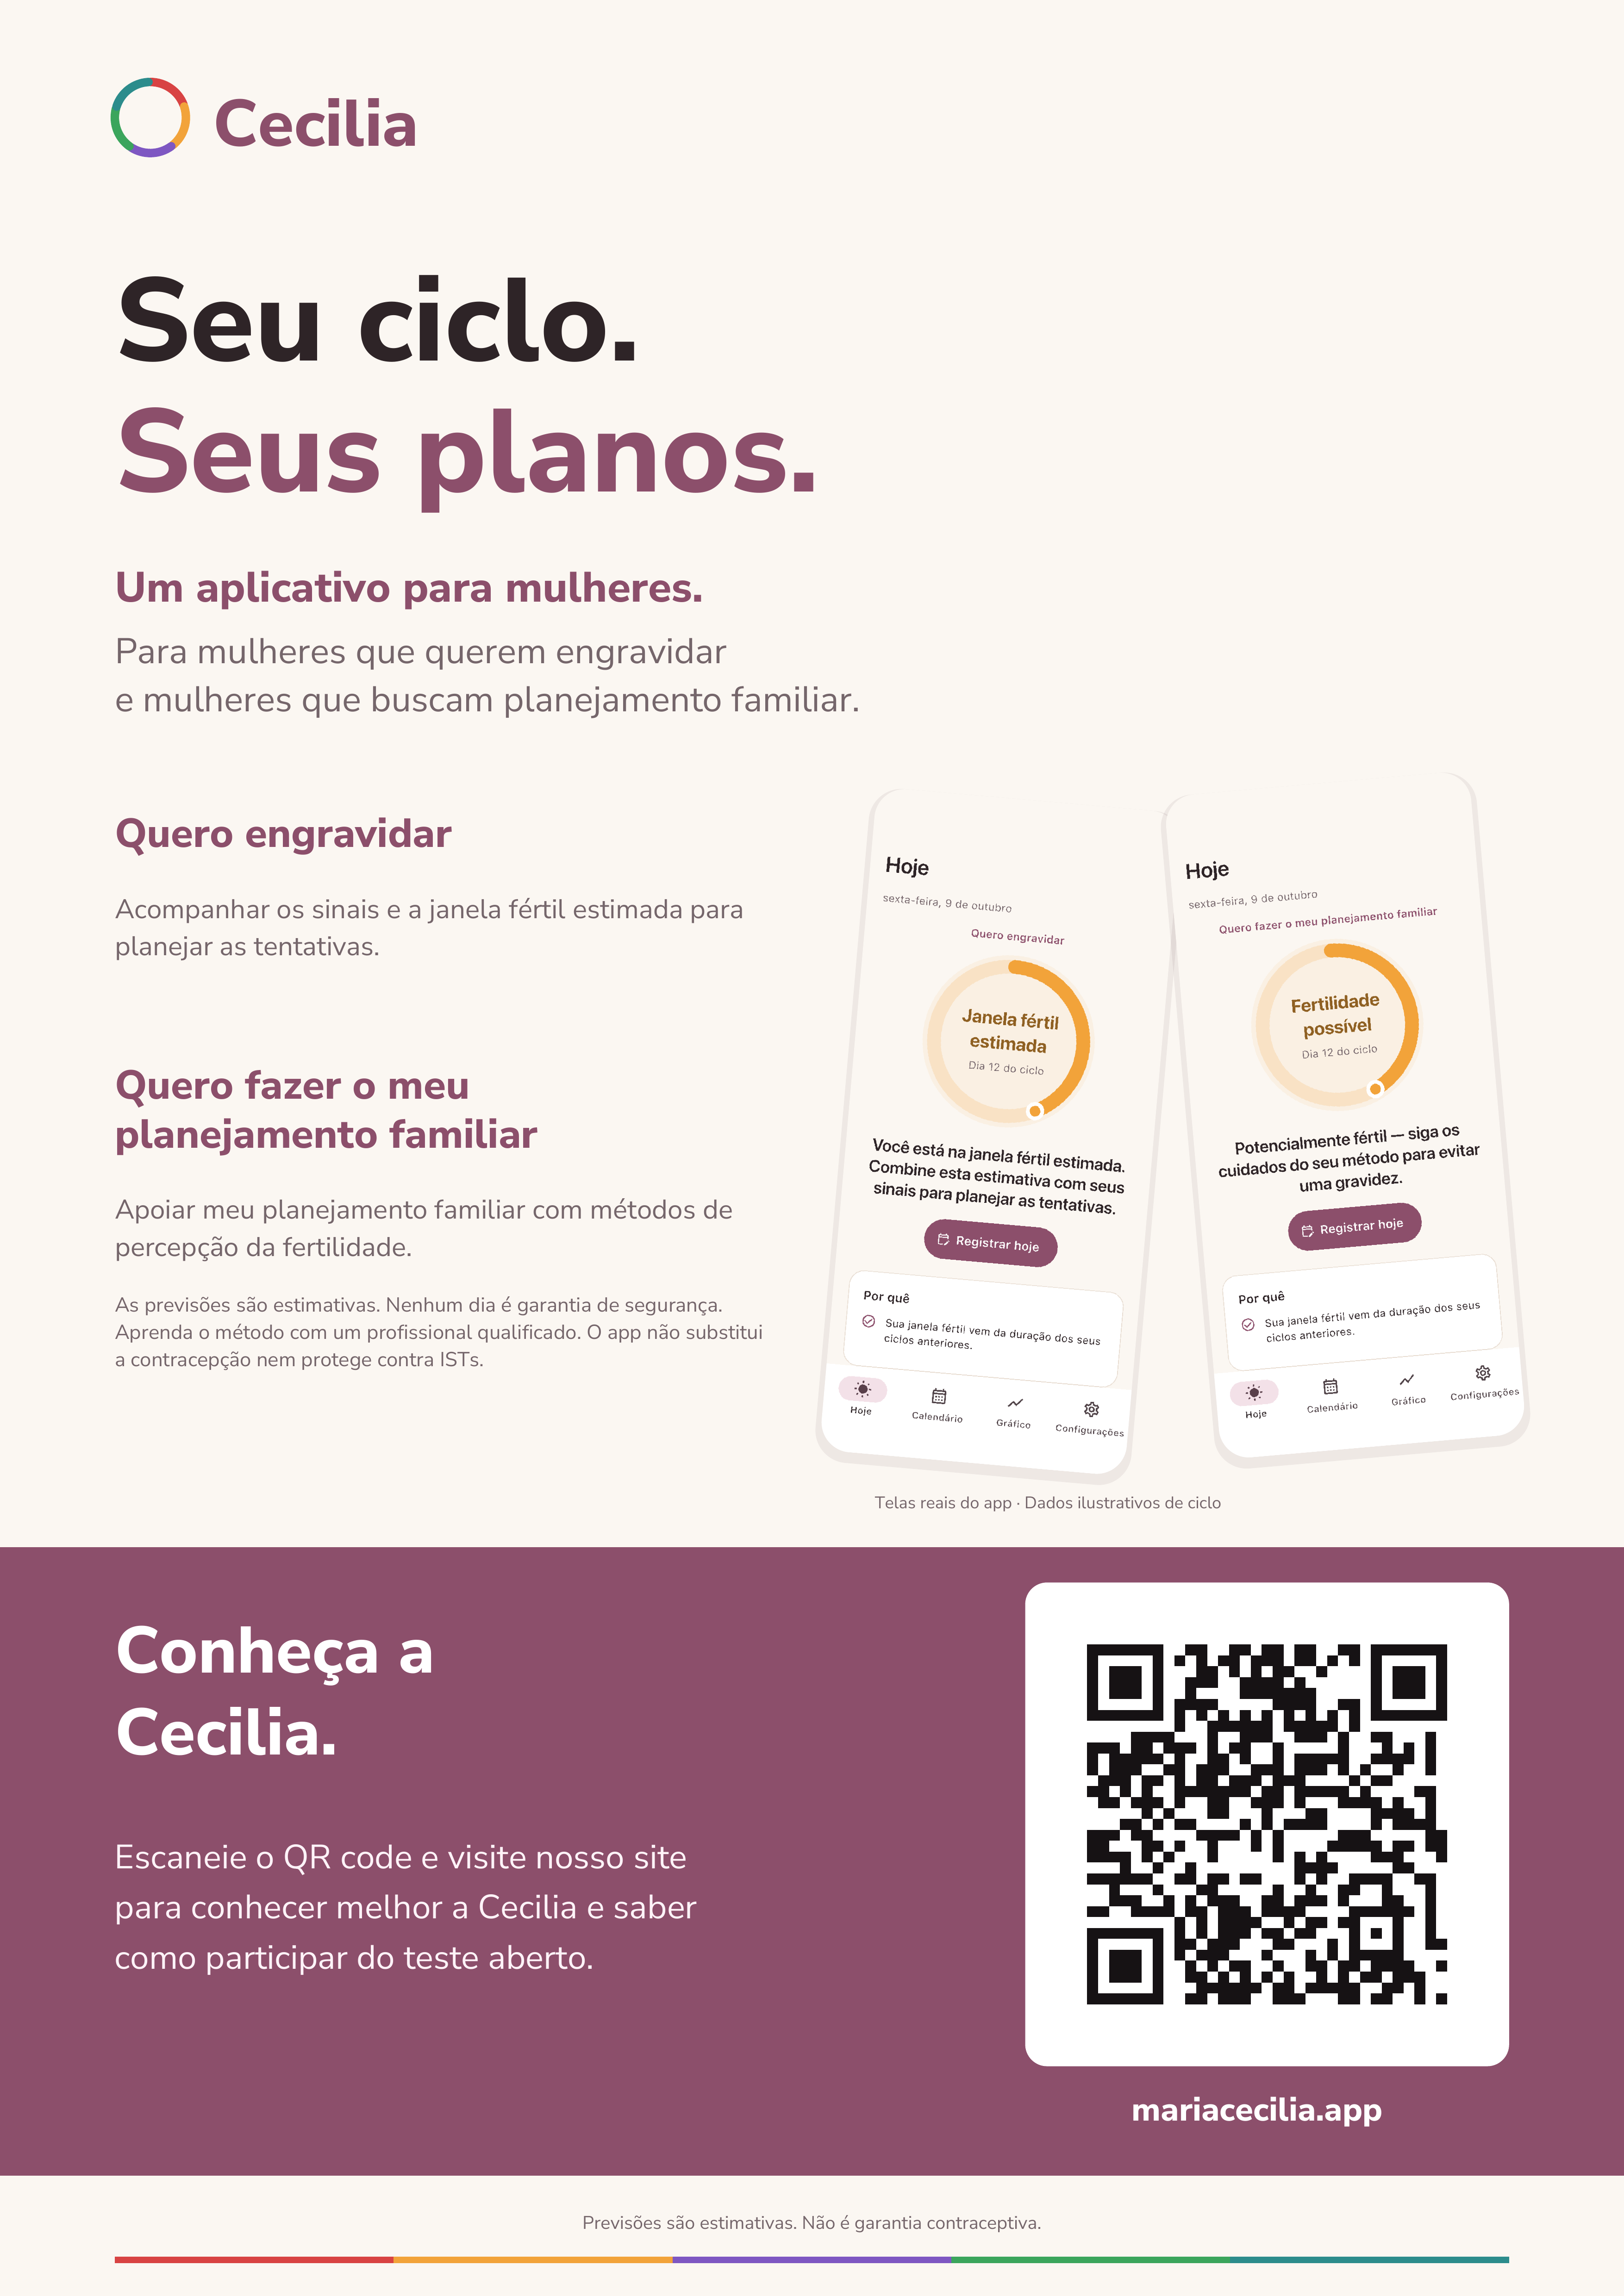 Cecilia
Seu ciclo.
Seus planos.
Um aplicativo para mulheres.
Para mulheres que querem engravidar
e mulheres que buscam planejamento familiar.
Quero engravidar
Acompanhar os sinais e a janela fértil estimada para
planejar as tentativas.
Quero fazer o meu
planejamento familiar
Apoiar meu planejamento familiar com métodos de
percepção da fertilidade.
As previsões são estimativas. Nenhum dia é garantia de segurança.
Aprenda o método com um profissional qualificado. O app não substitui
a contracepção nem protege contra ISTs.
Hoje
sexta-feira, 9 de outubro
Quero engravidar
Janela fértil
estimada
Dia 12 do ciclo
Você está na janela fértil estimada.
Combine esta estimativa com seus
sinais para planejar as tentativas.
Registrar hoje
Por quê
Sua janela fértil vem da duração dos seus
ciclos anteriores.
Hoje
Calendário
Gráfico
Configurações
Hoje
sexta-feira, 9 de outubro
Quero fazer o meu planejamento familiar
Fertilidade
possível
Dia 12 do ciclo
Potencialmente fértil — siga os
cuidados do seu método para evitar
uma gravidez.
Registrar hoje
Por quê
Sua janela fértil vem da duração dos seus
ciclos anteriores.
Hoje
Calendário
Gráfico
Configurações
Telas reais do app · Dados ilustrativos de ciclo
Conheça a
Cecilia.
Escaneie o QR code e visite nosso site
para conhecer melhor a Cecilia e saber
como participar do teste aberto.
mariacecilia.app
Previsões são estimativas. Não é garantia contraceptiva.